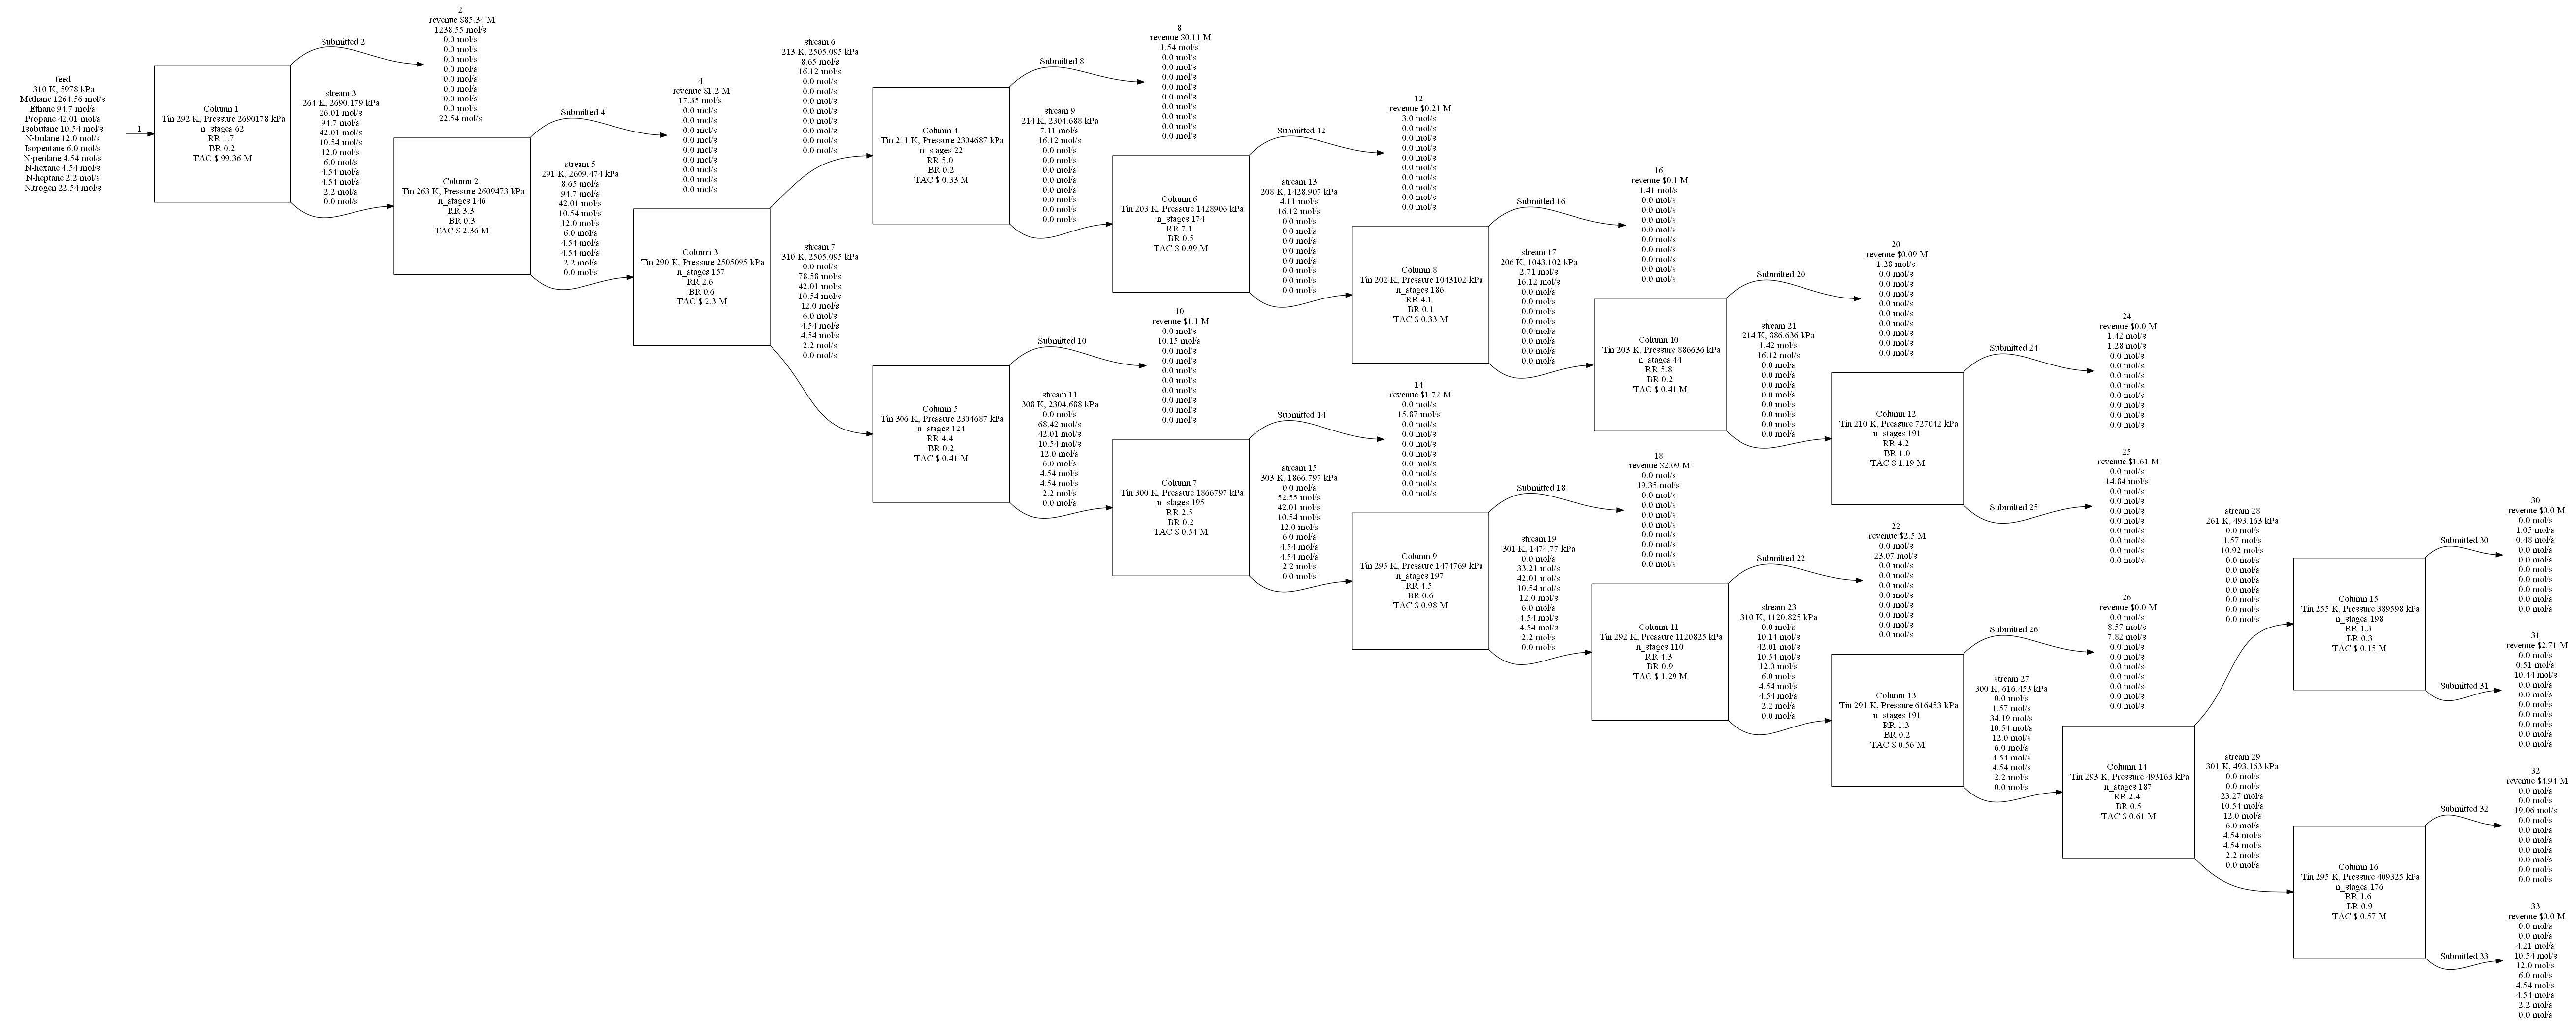 feed
310 K, 5978 kPa
Methane 1264.56 mol/s
Ethane 94.7 mol/s
Propane 42.01 mol/s
Isobutane 10.54 mol/s
N-butane 12.0 mol/s
Isopentane 6.0 mol/s
N-pentane 4.54 mol/s
N-hexane 4.54 mol/s
N-heptane 2.2 mol/s
Nitrogen 22.54 mol/s
1
Column 1
Tin 292 K, Pressure 2690178 kPa
n_stages 62
RR 1.7
BR 0.2
TAC $ 99.36 M
Submitted 2
2
revenue $85.34 M
1238.55 mol/s
0.0 mol/s
0.0 mol/s
0.0 mol/s
0.0 mol/s
0.0 mol/s
0.0 mol/s
0.0 mol/s
0.0 mol/s
22.54 mol/s
stream 3
264 K, 2690.179 kPa
26.01 mol/s
94.7 mol/s
42.01 mol/s
10.54 mol/s
12.0 mol/s
6.0 mol/s
4.54 mol/s
4.54 mol/s
2.2 mol/s
0.0 mol/s
Column 2
Tin 263 K, Pressure 2609473 kPa
n_stages 146
RR 3.3
BR 0.3
TAC $ 2.36 M
Submitted 4
4
revenue $1.2 M
17.35 mol/s
0.0 mol/s
0.0 mol/s
0.0 mol/s
0.0 mol/s
0.0 mol/s
0.0 mol/s
0.0 mol/s
0.0 mol/s
0.0 mol/s
stream 5
291 K, 2609.474 kPa
8.65 mol/s
94.7 mol/s
42.01 mol/s
10.54 mol/s
12.0 mol/s
6.0 mol/s
4.54 mol/s
4.54 mol/s
2.2 mol/s
0.0 mol/s
Column 3
Tin 290 K, Pressure 2505095 kPa
n_stages 157
RR 2.6
BR 0.6
TAC $ 2.3 M
stream 6
213 K, 2505.095 kPa
8.65 mol/s
16.12 mol/s
0.0 mol/s
0.0 mol/s
0.0 mol/s
0.0 mol/s
0.0 mol/s
0.0 mol/s
0.0 mol/s
0.0 mol/s
stream 7
310 K, 2505.095 kPa
0.0 mol/s
78.58 mol/s
42.01 mol/s
10.54 mol/s
12.0 mol/s
6.0 mol/s
4.54 mol/s
4.54 mol/s
2.2 mol/s
0.0 mol/s
Column 4
Tin 211 K, Pressure 2304687 kPa
n_stages 22
RR 5.0
BR 0.2
TAC $ 0.33 M
Submitted 8
8
revenue $0.11 M
1.54 mol/s
0.0 mol/s
0.0 mol/s
0.0 mol/s
0.0 mol/s
0.0 mol/s
0.0 mol/s
0.0 mol/s
0.0 mol/s
0.0 mol/s
stream 9
214 K, 2304.688 kPa
7.11 mol/s
16.12 mol/s
0.0 mol/s
0.0 mol/s
0.0 mol/s
0.0 mol/s
0.0 mol/s
0.0 mol/s
0.0 mol/s
0.0 mol/s
Column 5
Tin 306 K, Pressure 2304687 kPa
n_stages 124
RR 4.4
BR 0.2
TAC $ 0.41 M
Submitted 10
10
revenue $1.1 M
0.0 mol/s
10.15 mol/s
0.0 mol/s
0.0 mol/s
0.0 mol/s
0.0 mol/s
0.0 mol/s
0.0 mol/s
0.0 mol/s
0.0 mol/s
stream 11
308 K, 2304.688 kPa
0.0 mol/s
68.42 mol/s
42.01 mol/s
10.54 mol/s
12.0 mol/s
6.0 mol/s
4.54 mol/s
4.54 mol/s
2.2 mol/s
0.0 mol/s
Column 6
Tin 203 K, Pressure 1428906 kPa
n_stages 174
RR 7.1
BR 0.5
TAC $ 0.99 M
Submitted 12
12
revenue $0.21 M
3.0 mol/s
0.0 mol/s
0.0 mol/s
0.0 mol/s
0.0 mol/s
0.0 mol/s
0.0 mol/s
0.0 mol/s
0.0 mol/s
0.0 mol/s
stream 13
208 K, 1428.907 kPa
4.11 mol/s
16.12 mol/s
0.0 mol/s
0.0 mol/s
0.0 mol/s
0.0 mol/s
0.0 mol/s
0.0 mol/s
0.0 mol/s
0.0 mol/s
Column 7
Tin 300 K, Pressure 1866797 kPa
n_stages 195
RR 2.5
BR 0.2
TAC $ 0.54 M
Submitted 14
14
revenue $1.72 M
0.0 mol/s
15.87 mol/s
0.0 mol/s
0.0 mol/s
0.0 mol/s
0.0 mol/s
0.0 mol/s
0.0 mol/s
0.0 mol/s
0.0 mol/s
stream 15
303 K, 1866.797 kPa
0.0 mol/s
52.55 mol/s
42.01 mol/s
10.54 mol/s
12.0 mol/s
6.0 mol/s
4.54 mol/s
4.54 mol/s
2.2 mol/s
0.0 mol/s
Column 8
Tin 202 K, Pressure 1043102 kPa
n_stages 186
RR 4.1
BR 0.1
TAC $ 0.33 M
Submitted 16
16
revenue $0.1 M
1.41 mol/s
0.0 mol/s
0.0 mol/s
0.0 mol/s
0.0 mol/s
0.0 mol/s
0.0 mol/s
0.0 mol/s
0.0 mol/s
0.0 mol/s
stream 17
206 K, 1043.102 kPa
2.71 mol/s
16.12 mol/s
0.0 mol/s
0.0 mol/s
0.0 mol/s
0.0 mol/s
0.0 mol/s
0.0 mol/s
0.0 mol/s
0.0 mol/s
Column 9
Tin 295 K, Pressure 1474769 kPa
n_stages 197
RR 4.5
BR 0.6
TAC $ 0.98 M
Submitted 18
18
revenue $2.09 M
0.0 mol/s
19.35 mol/s
0.0 mol/s
0.0 mol/s
0.0 mol/s
0.0 mol/s
0.0 mol/s
0.0 mol/s
0.0 mol/s
0.0 mol/s
stream 19
301 K, 1474.77 kPa
0.0 mol/s
33.21 mol/s
42.01 mol/s
10.54 mol/s
12.0 mol/s
6.0 mol/s
4.54 mol/s
4.54 mol/s
2.2 mol/s
0.0 mol/s
Column 10
Tin 203 K, Pressure 886636 kPa
n_stages 44
RR 5.8
BR 0.2
TAC $ 0.41 M
Submitted 20
20
revenue $0.09 M
1.28 mol/s
0.0 mol/s
0.0 mol/s
0.0 mol/s
0.0 mol/s
0.0 mol/s
0.0 mol/s
0.0 mol/s
0.0 mol/s
0.0 mol/s
stream 21
214 K, 886.636 kPa
1.42 mol/s
16.12 mol/s
0.0 mol/s
0.0 mol/s
0.0 mol/s
0.0 mol/s
0.0 mol/s
0.0 mol/s
0.0 mol/s
0.0 mol/s
Column 11
Tin 292 K, Pressure 1120825 kPa
n_stages 110
RR 4.3
BR 0.9
TAC $ 1.29 M
Submitted 22
22
revenue $2.5 M
0.0 mol/s
23.07 mol/s
0.0 mol/s
0.0 mol/s
0.0 mol/s
0.0 mol/s
0.0 mol/s
0.0 mol/s
0.0 mol/s
0.0 mol/s
stream 23
310 K, 1120.825 kPa
0.0 mol/s
10.14 mol/s
42.01 mol/s
10.54 mol/s
12.0 mol/s
6.0 mol/s
4.54 mol/s
4.54 mol/s
2.2 mol/s
0.0 mol/s
Column 12
Tin 210 K, Pressure 727042 kPa
n_stages 191
RR 4.2
BR 1.0
TAC $ 1.19 M
Submitted 24
24
revenue $0.0 M
1.42 mol/s
1.28 mol/s
0.0 mol/s
0.0 mol/s
0.0 mol/s
0.0 mol/s
0.0 mol/s
0.0 mol/s
0.0 mol/s
0.0 mol/s
Submitted 25
25
revenue $1.61 M
0.0 mol/s
14.84 mol/s
0.0 mol/s
0.0 mol/s
0.0 mol/s
0.0 mol/s
0.0 mol/s
0.0 mol/s
0.0 mol/s
0.0 mol/s
Column 13
Tin 291 K, Pressure 616453 kPa
n_stages 191
RR 1.3
BR 0.2
TAC $ 0.56 M
Submitted 26
26
revenue $0.0 M
0.0 mol/s
8.57 mol/s
7.82 mol/s
0.0 mol/s
0.0 mol/s
0.0 mol/s
0.0 mol/s
0.0 mol/s
0.0 mol/s
0.0 mol/s
stream 27
300 K, 616.453 kPa
0.0 mol/s
1.57 mol/s
34.19 mol/s
10.54 mol/s
12.0 mol/s
6.0 mol/s
4.54 mol/s
4.54 mol/s
2.2 mol/s
0.0 mol/s
Column 14
Tin 293 K, Pressure 493163 kPa
n_stages 187
RR 2.4
BR 0.5
TAC $ 0.61 M
stream 28
261 K, 493.163 kPa
0.0 mol/s
1.57 mol/s
10.92 mol/s
0.0 mol/s
0.0 mol/s
0.0 mol/s
0.0 mol/s
0.0 mol/s
0.0 mol/s
0.0 mol/s
stream 29
301 K, 493.163 kPa
0.0 mol/s
0.0 mol/s
23.27 mol/s
10.54 mol/s
12.0 mol/s
6.0 mol/s
4.54 mol/s
4.54 mol/s
2.2 mol/s
0.0 mol/s
Column 15
Tin 255 K, Pressure 389598 kPa
n_stages 198
RR 1.3
BR 0.3
TAC $ 0.15 M
Submitted 30
30
revenue $0.0 M
0.0 mol/s
1.05 mol/s
0.48 mol/s
0.0 mol/s
0.0 mol/s
0.0 mol/s
0.0 mol/s
0.0 mol/s
0.0 mol/s
0.0 mol/s
Submitted 31
31
revenue $2.71 M
0.0 mol/s
0.51 mol/s
10.44 mol/s
0.0 mol/s
0.0 mol/s
0.0 mol/s
0.0 mol/s
0.0 mol/s
0.0 mol/s
0.0 mol/s
Column 16
Tin 295 K, Pressure 409325 kPa
n_stages 176
RR 1.6
BR 0.9
TAC $ 0.57 M
Submitted 32
32
revenue $4.94 M
0.0 mol/s
0.0 mol/s
19.06 mol/s
0.0 mol/s
0.0 mol/s
0.0 mol/s
0.0 mol/s
0.0 mol/s
0.0 mol/s
0.0 mol/s
Submitted 33
33
revenue $0.0 M
0.0 mol/s
0.0 mol/s
4.21 mol/s
10.54 mol/s
12.0 mol/s
6.0 mol/s
4.54 mol/s
4.54 mol/s
2.2 mol/s
0.0 mol/s